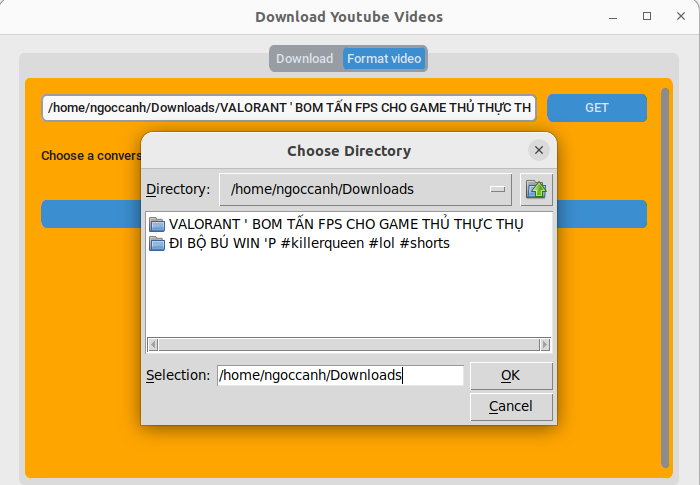 Download Youtube Videos
Download Format video
/home/ngoccanh/Downloads/VALORANT ' BOM TẤN FPS CHO GAME THỦ THỰC TH GET
Choose a convers
Choose Directory
Directory: /home/ngoccanh/Downloads
VALORANT ' BOM TẤN FPS CHO GAME THỦ THỰC THỤ
ĐI BỘ BÚ WIN 'P #killerqueen #lol #shorts
Selection: /home/ngoccanh/Downloads
OK
Cancel